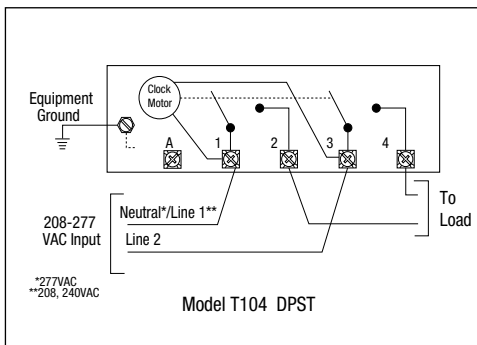 Clock
Motor
Equipment
Ground
A 1 2 3 4
Neutral*/Line 1**
Line 2
208-277
VAC Input
To
Load
*277VAC
**208, 240VAC
Model T104 DPST